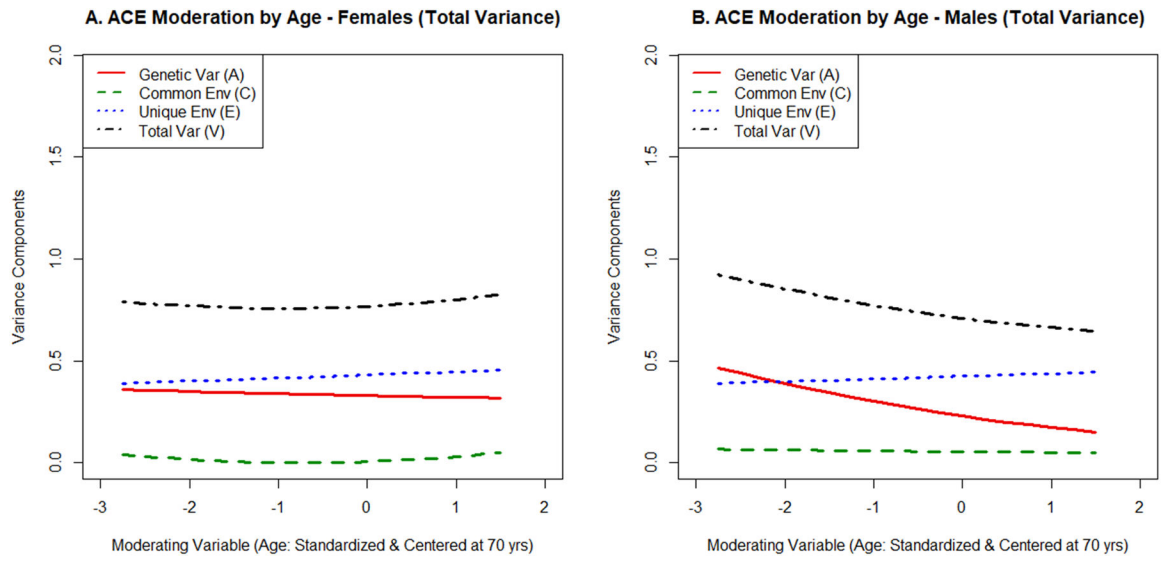 A. ACE Moderation by Age - Females (Total Variance)
Variance Components
2.0
1.5
1.0
0.5
0.0
Genetic Var (A)
Common Env (C)
Unique Env (E)
Total Var (V)
-3 -2 -1 0 1 2
Moderating Variable (Age: Standardized & Centered at 70 yrs)
B. ACE Moderation by Age - Males (Total Variance)
Variance Components
2.0
1.5
1.0
0.5
0.0
Genetic Var (A)
Common Env (C)
Unique Env (E)
Total Var (V)
-3 -2 -1 0 1 2
Moderating Variable (Age: Standardized & Centered at 70 yrs)